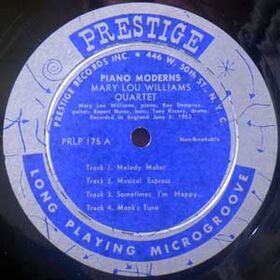 PRESTIGE
PRESTIGE RECORDS INC. • 446 W. 50th ST., N.Y.
PIANO MODERNS
MARY LOU WILLIAMS
QUARTET
Mary Lou Williams, piano; Ray Dempsey,
guitar; Rupert Nurse, bass; Tony Kinsey, drums.
Recorded in England June 6, 1953
PRLP 175 A
Non-Breakable
Track 1. Melody Maker
Track 2. Musical Express
Track 3. Sometimes I'm Happy
Track 4. Monk's Tune
LONG PLAYING MICROGROOVE